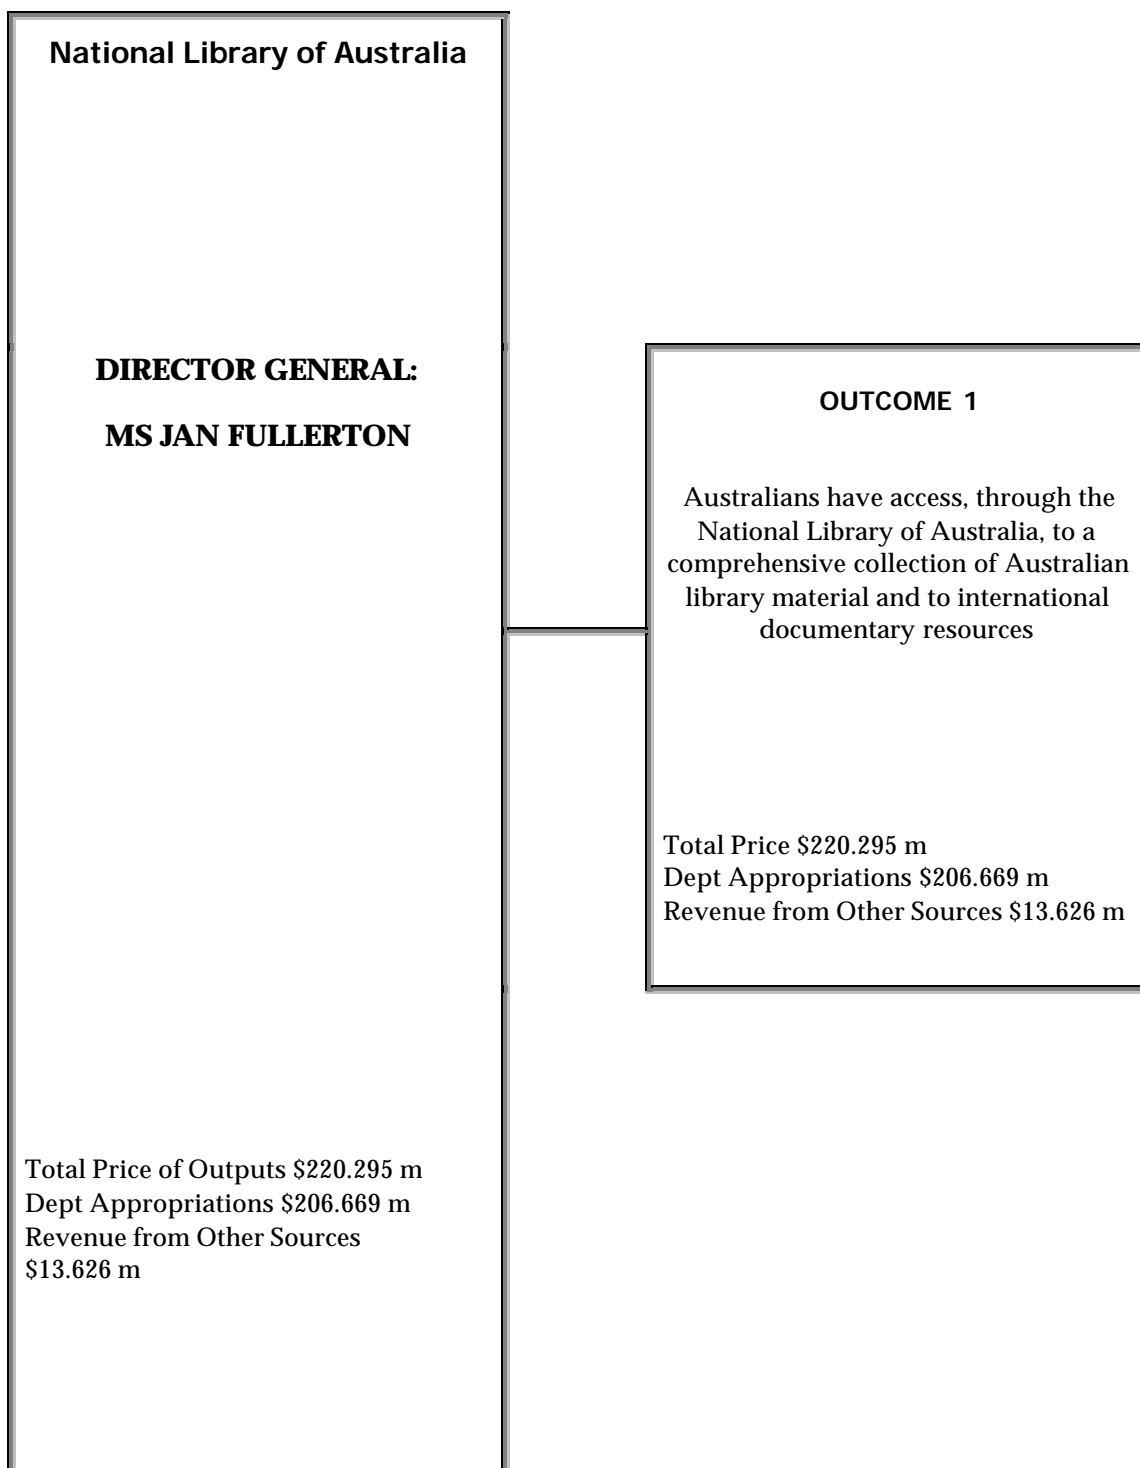 National Library of Australia
DIRECTOR GENERAL:
MS JAN FULLERTON
Total Price of Outputs $220.295 m
Dept Appropriations $206.669 m
Revenue from Other Sources
$13.626 m
OUTCOME 1
Australians have access, through the
National Library of Australia, to a
comprehensive collection of Australian
library material and to international
documentary resources
Total Price $220.295 m
Dept Appropriations $206.669 m
Revenue from Other Sources $13.626 m